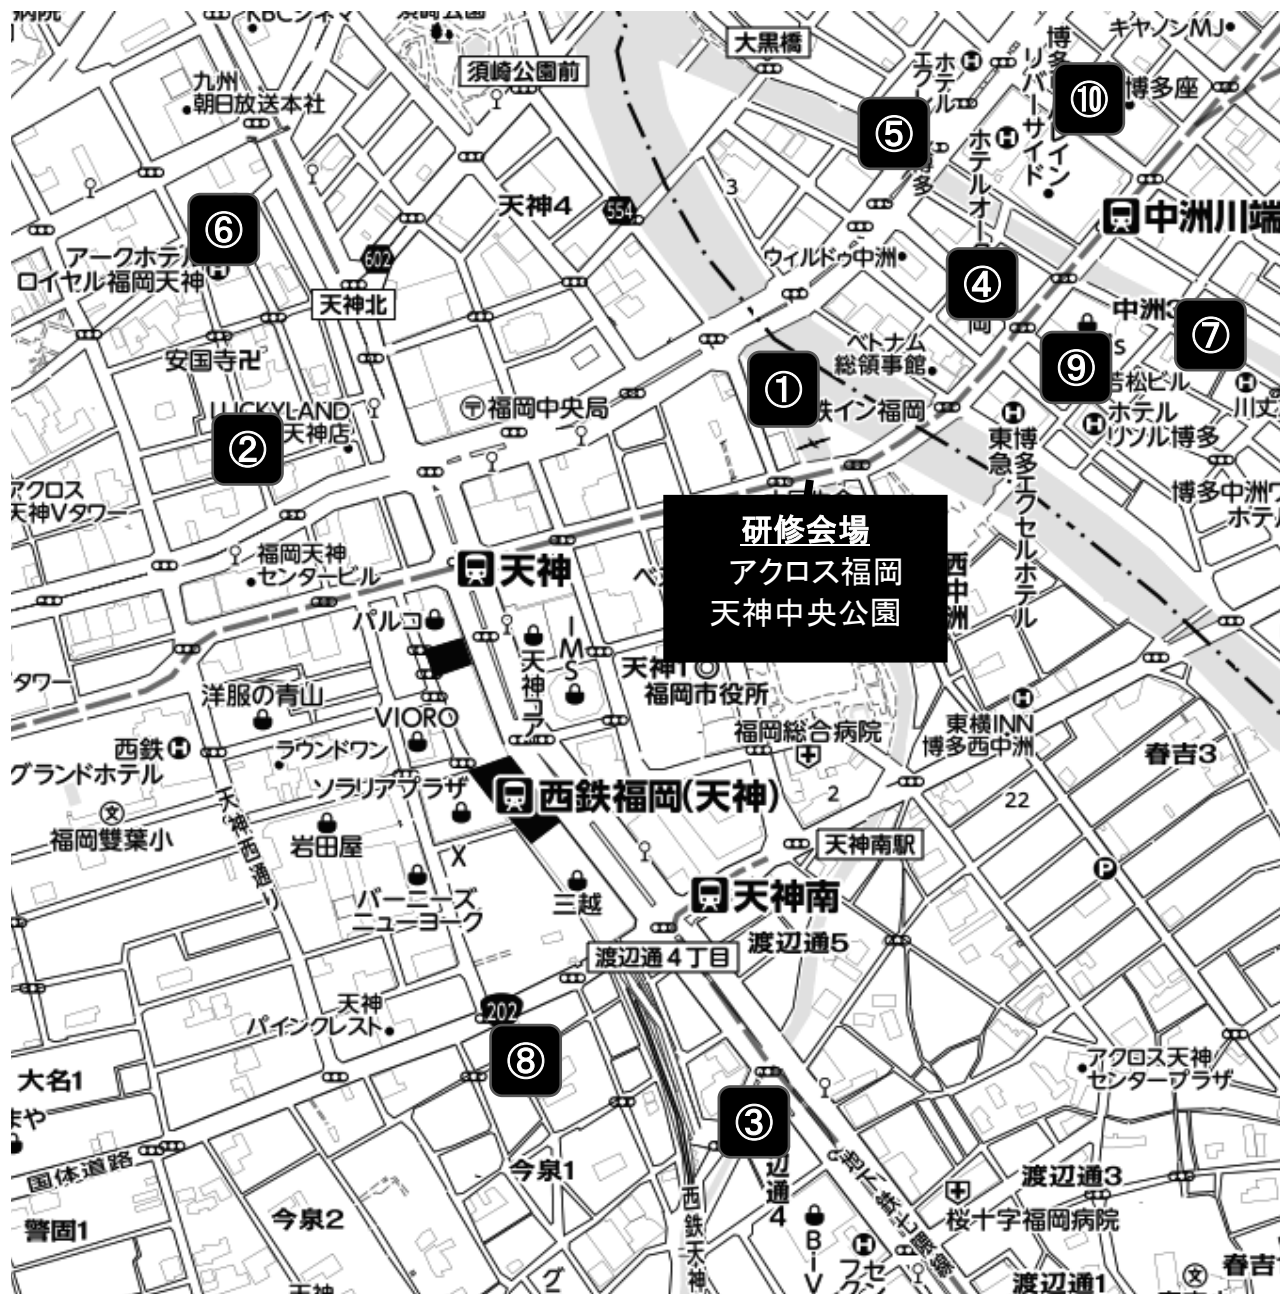 病院
KBCシネマ
須崎公園
大黒橋
キヤノンMJ
須崎公園前
九州
朝日放送本社
博多座
⑩
⑤
ホテル
リバーサイド
ホテルオ
博多
554
天神4
3
中洲川端
⑥
アークホテル
ロイヤル福岡天神
602
ウィルドゥ中洲
天神北
④
岡
中洲3
⑦
安国寺卍
ベトナム
総領事館
s
⑨
若松ビル
①
鉄イン福岡
LUCKYLAND
天神店
〒福岡中央局
②
ホテル
リソル博多
川丈
博多エクセルホテル
東急
アクロス
天神Vタワー
博多中洲ワ
ホテ
研修会場
アクロス福岡
天神中央公園
福岡天神
センタービル
天神
西中洲
パルコ
IMS
天神コア
天神1
福岡市役所
タワー
洋服の青山
VIORO
福岡総合病院
東横INN
博多西中洲
西鉄
グランドホテル
ラウンドワン
ソラリアプラザ
西鉄福岡(天神)
春吉3
天神西通り
2
22
福岡雙葉小
岩田屋
X
天神南駅
バーニーズ
ニューヨーク
三越
天神南
渡辺通4丁目
渡辺通5
天神
パインクレスト
202
⑧
アクロス天神
センタープラザ
大名1
③
まや
国体道路
今泉1
辺通4
渡辺通3
桜十字福岡病院
警固1
今泉2
西鉄天神
BiVi
渡辺通1
春吉
天神
グ